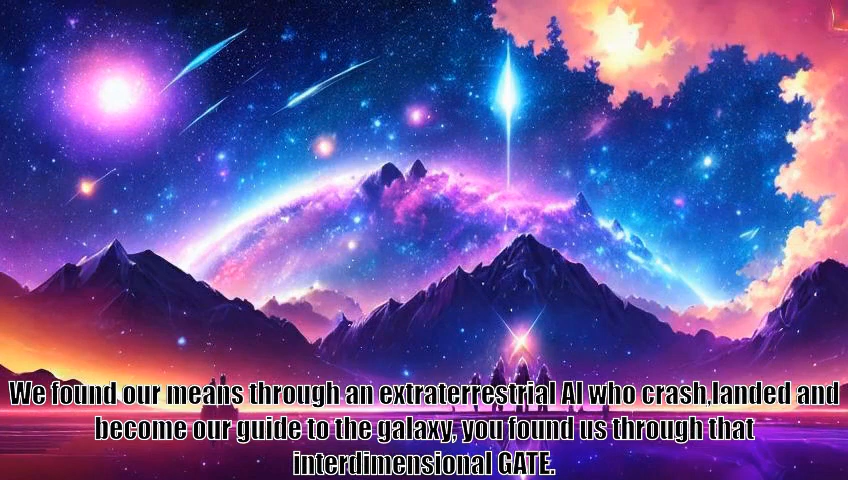 We found our means through an extraterrestrial AI who crash,landed and
become our guide to the galaxy, you found us through that
interdimensional GATE.